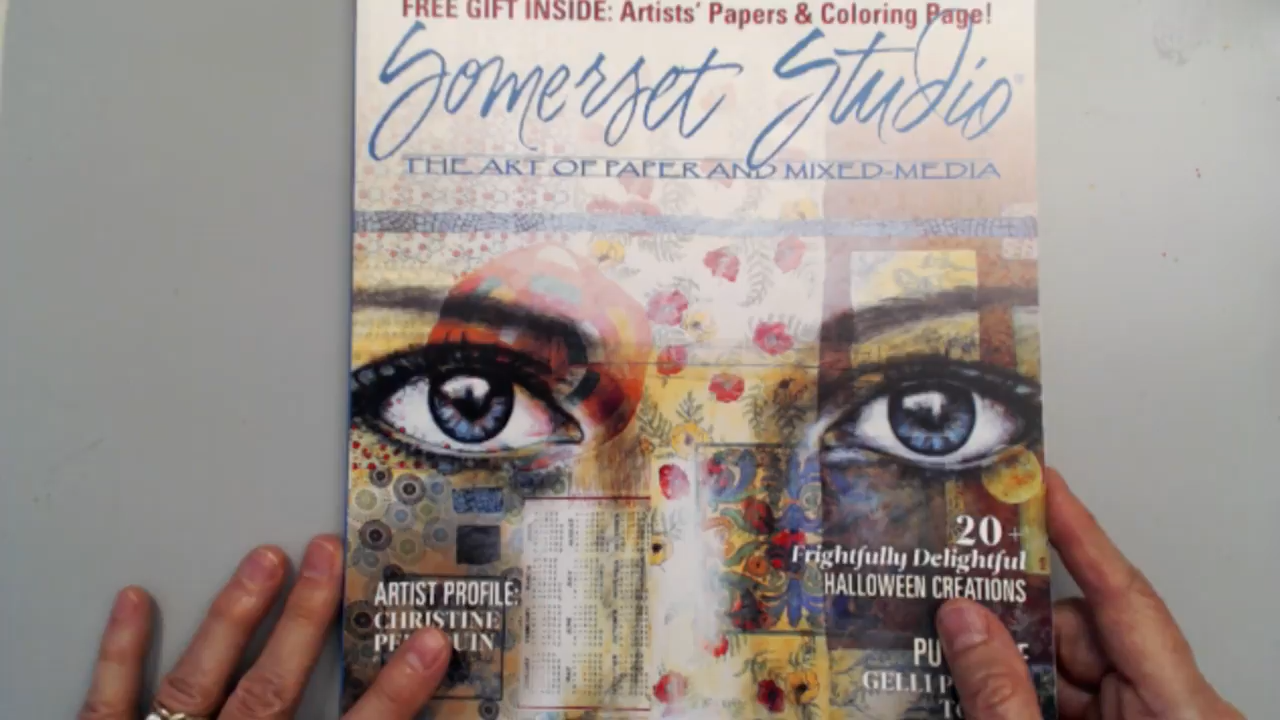 FREE GIFT INSIDE: Artists' Papers & Coloring Page!
Somerset Studio
THE ART OF PAPER AND MIXED-MEDIA
20+
Frightfully Delightful
HALLOWEEN CREATIONS
ARTIST PROFILE:
CHRISTINE
GELLI